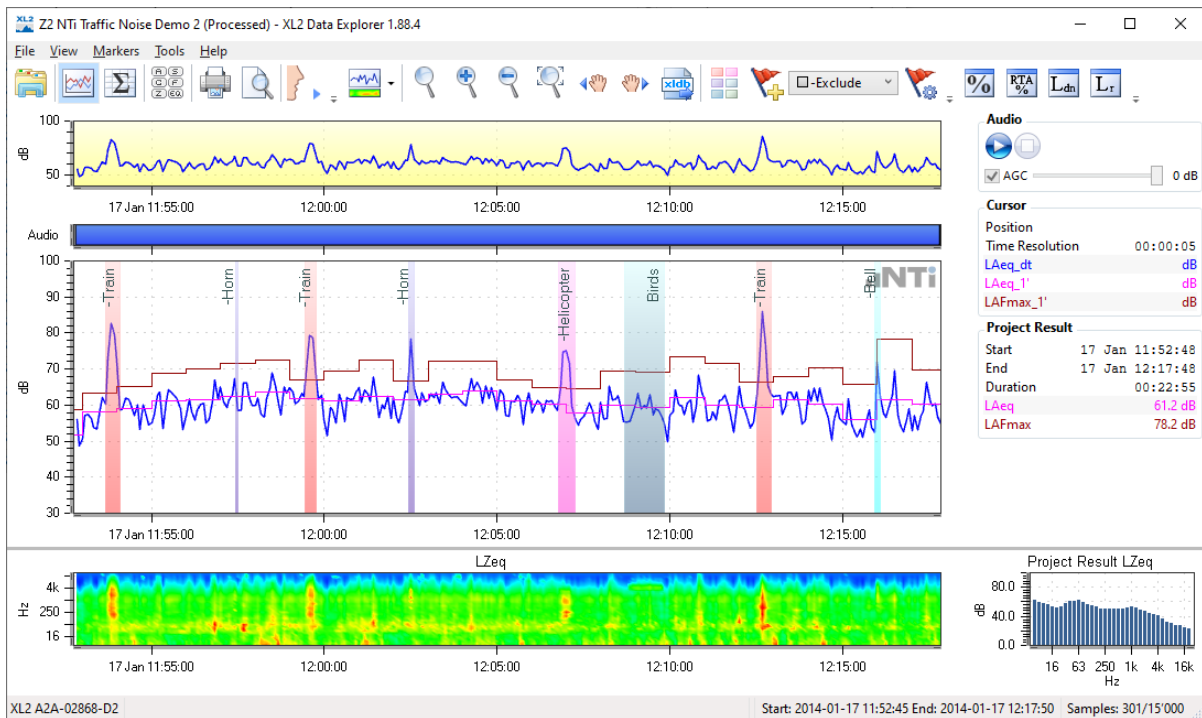 Z2 NTi Traffic Noise Demo 2 (Processed) - XL2 Data Explorer 1.88.4
File View Markers Tools Help
XL2
A S
C F
Z EQ
xldb
-Exclude
%
RTA %
Ldn
Lr
100
50
dB
17 Jan 11:55:00 12:00:00 12:05:00 12:10:00 12:15:00
Audio
100
90
80
70
60
50
40
30
dB
-Train
-Horn
-Train
-Horn
-Helicopter
Birds
-Train
-Bell
NTi
17 Jan 11:55:00 12:00:00 12:05:00 12:10:00 12:15:00
LZeq
Hz
4k
250
16
17 Jan 11:55:00 12:00:00 12:05:00 12:10:00 12:15:00
Audio
AGC 0 dB
Cursor
Position
Time Resolution 00:00:05
LAeq_dt dB
LAeq_1' dB
LAFmax_1' dB
Project Result
Start 17 Jan 11:52:48
End 17 Jan 12:17:48
Duration 00:22:55
LAeq 61.2 dB
LAFmax 78.2 dB
Project Result LZeq
dB
80.0
40.0
0.0
16 63 250 1k 4k 16k
Hz
XL2 A2A-02868-D2 Start: 2014-01-17 11:52:45 End: 2014-01-17 12:17:50 Samples: 301/15'000